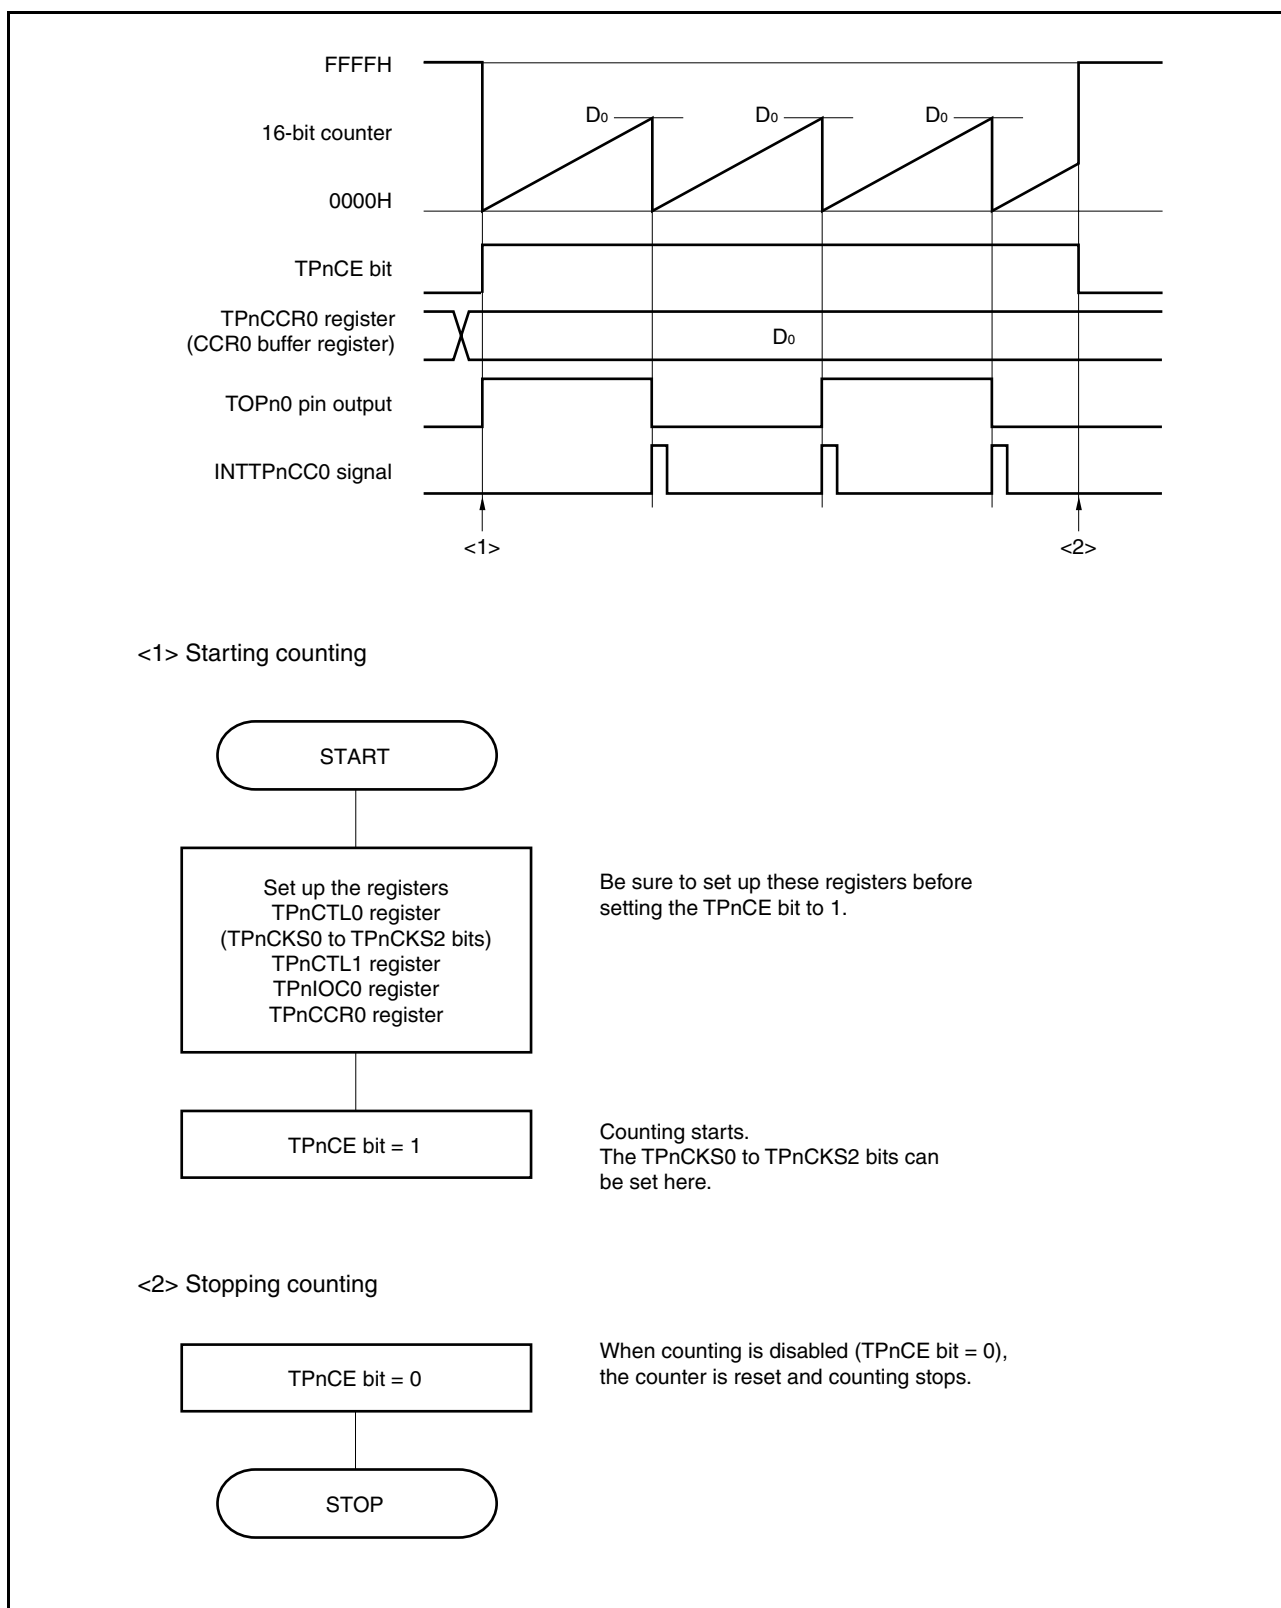 FFFFH
D0 D0 D0
16-bit counter
0000H
TPnCE bit
TPnCCR0 register
(CCR0 buffer register)
D0
TOPn0 pin output
INTTPnCC0 signal
<1> <2>
<1> Starting counting
START
Set up the registers
TPnCTL0 register
(TPnCKS0 to TPnCKS2 bits)
TPnCTL1 register
TPnIOC0 register
TPnCCR0 register
Be sure to set up these registers before
setting the TPnCE bit to 1.
TPnCE bit = 1
Counting starts.
The TPnCKS0 to TPnCKS2 bits can
be set here.
<2> Stopping counting
TPnCE bit = 0
When counting is disabled (TPnCE bit = 0),
the counter is reset and counting stops.
STOP